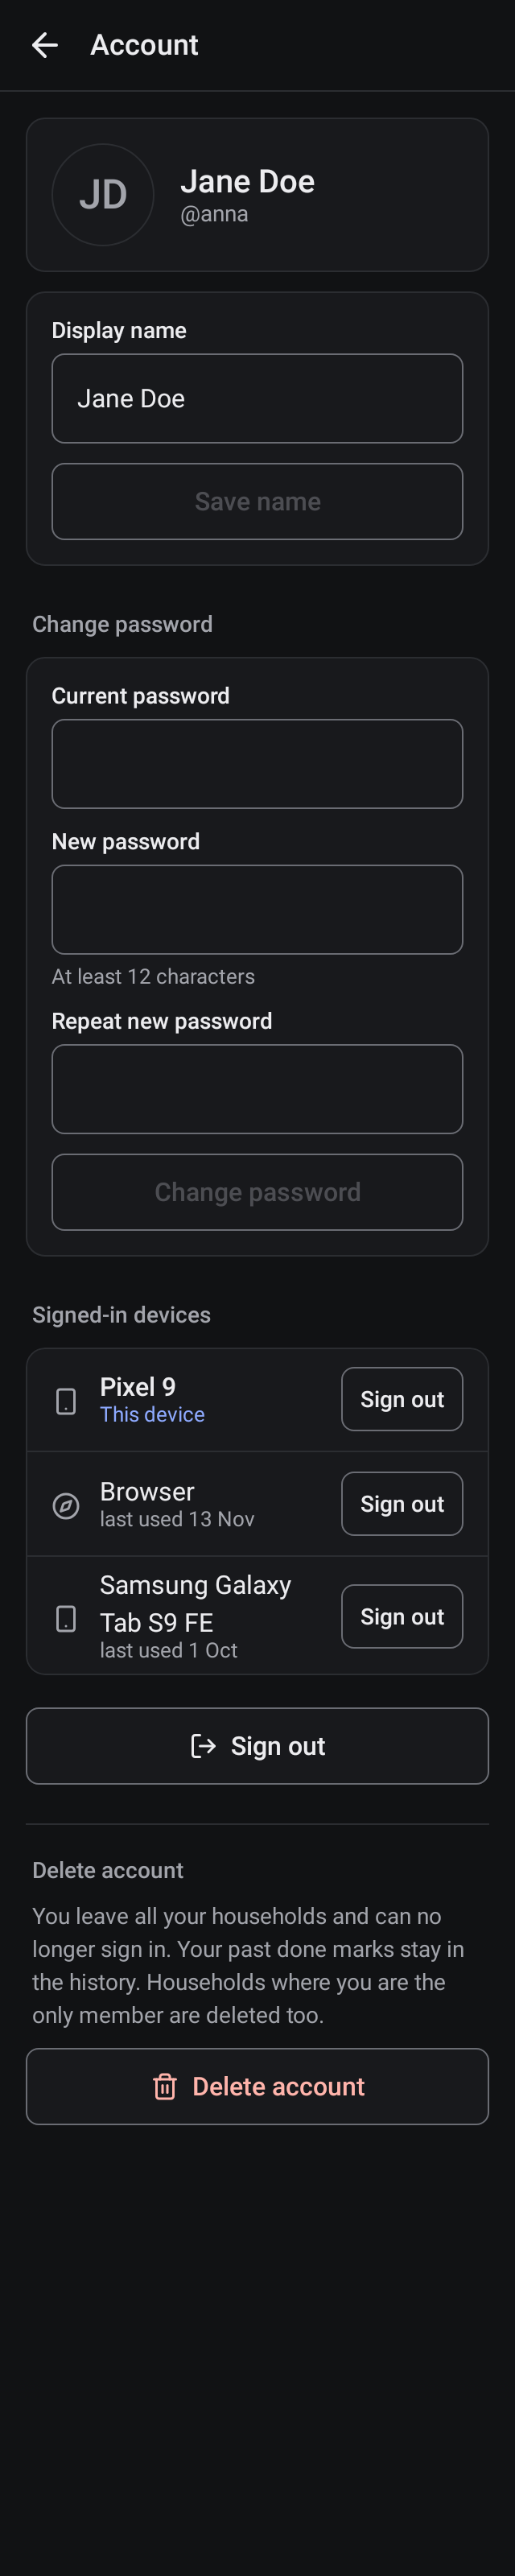 Account
JD
Jane Doe
@anna
Display name
Jane Doe
Save name
Change password
Current password
New password
At least 12 characters
Repeat new password
Change password
Signed-in devices
Pixel 9
This device
Sign out
Browser
last used 13 Nov
Sign out
Samsung Galaxy
Tab S9 FE
last used 1 Oct
Sign out
Sign out
Delete account
You leave all your households and can no
longer sign in. Your past done marks stay in
the history. Households where you are the
only member are deleted too.
Delete account